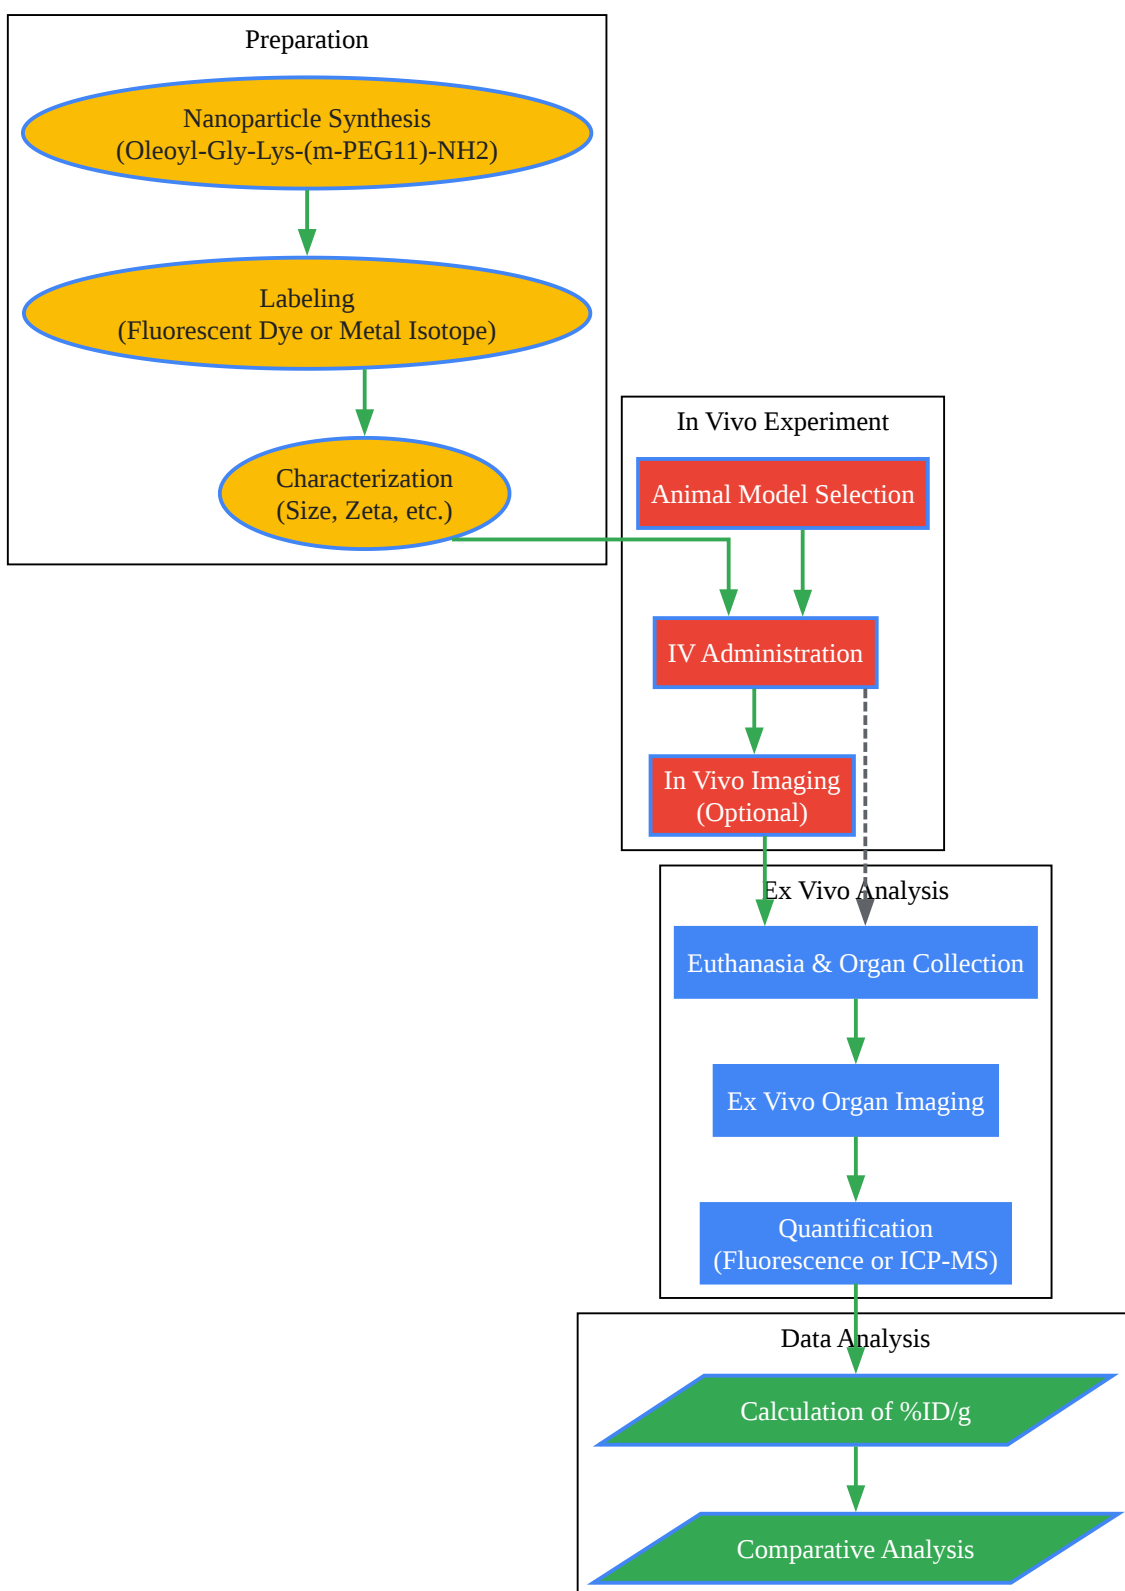 Preparation
Nanoparticle Synthesis
(Oleoyl-Gly-Lys-(m-PEG11)-NH2)
Labeling
(Fluorescent Dye or Metal Isotope)
Characterization
(Size, Zeta, etc.)
In Vivo Experiment
Animal Model Selection
IV Administration
In Vivo Imaging
(Optional)
Ex Vivo Analysis
Euthanasia & Organ Collection
Ex Vivo Organ Imaging
Quantification
(Fluorescence or ICP-MS)
Data Analysis
Calculation of %ID/g
Comparative Analysis